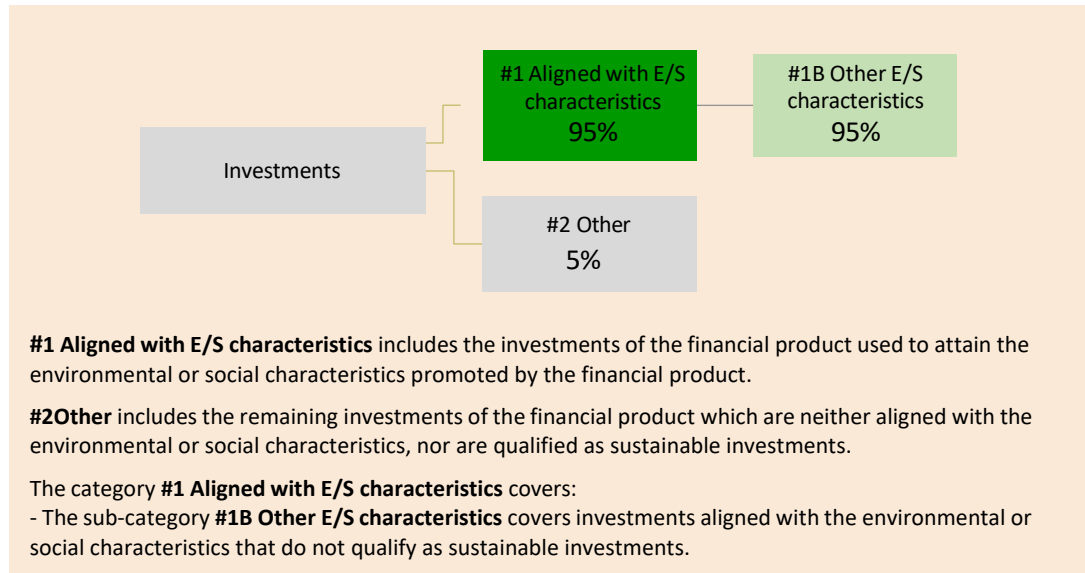 #1 Aligned with E/S
characteristics
95%
#1B Other E/S
characteristics
95%
Investments
#2 Other
5%
#1 Aligned with E/S characteristics includes the investments of the financial product used to attain the
environmental or social characteristics promoted by the financial product.
#2Other includes the remaining investments of the financial product which are neither aligned with the
environmental or social characteristics, nor are qualified as sustainable investments.
The category #1 Aligned with E/S characteristics covers:
- The sub-category #1B Other E/S characteristics covers investments aligned with the environmental or
social characteristics that do not qualify as sustainable investments.